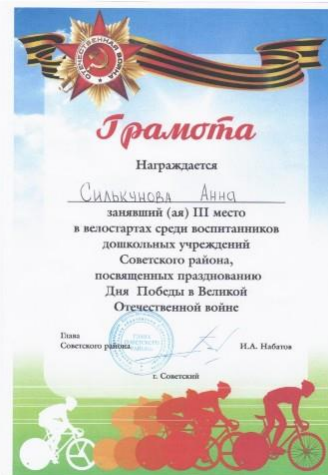 ОТЕЧЕСТВЕННАЯ ВОЙНА
Грамота
Награждается
Силькунова Анна
занявший (ая) III место
в велостартах среди воспитанников
дошкольных учреждений
Советского района,
посвященных празднованию
Дня Победы в Великой
Отечественной войне
Глава
Советского района
И.А. Набатов
г. Советский